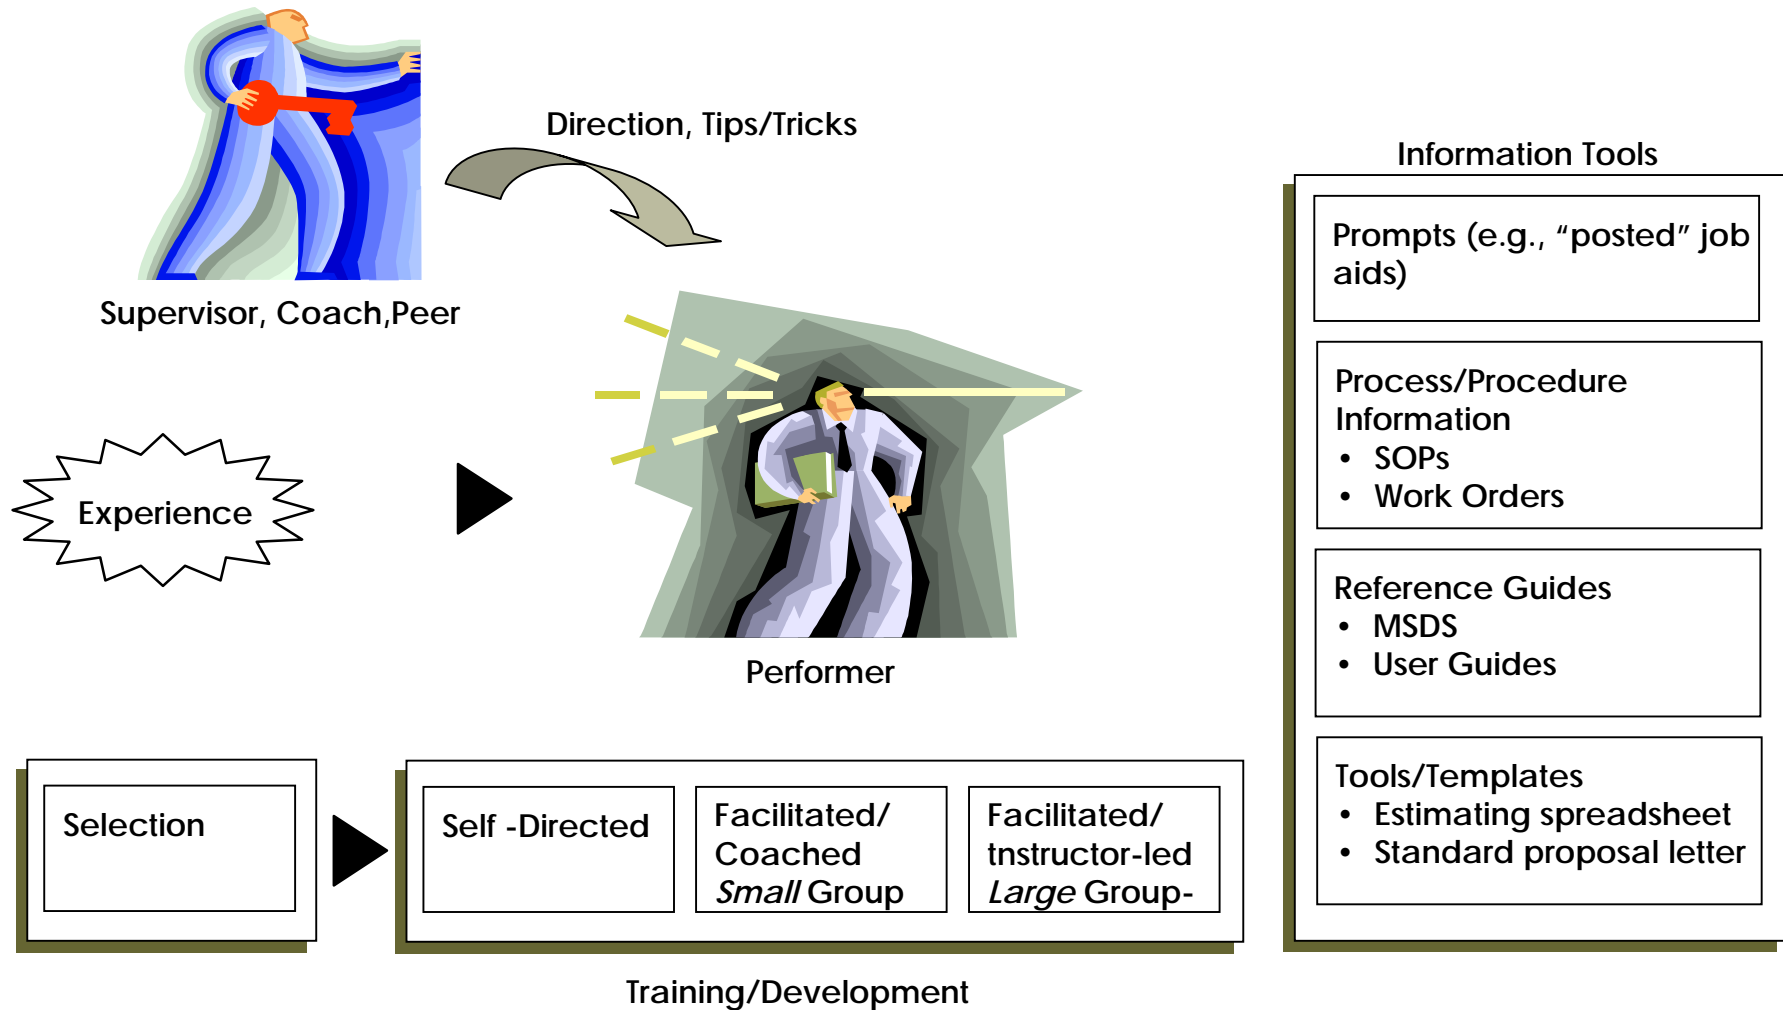 Direction, Tips/Tricks
Supervisor, Coach,Peer
Experience
Performer
Selection
Self -Directed
Facilitated/
Coached
Small Group
Facilitated/
tnstructor-led
Large Group-
Training/Development
Information Tools
Prompts (e.g., “posted” job
aids)
Process/Procedure
Information
• SOPs
• Work Orders
Reference Guides
• MSDS
• User Guides
Tools/Templates
• Estimating spreadsheet
• Standard proposal letter